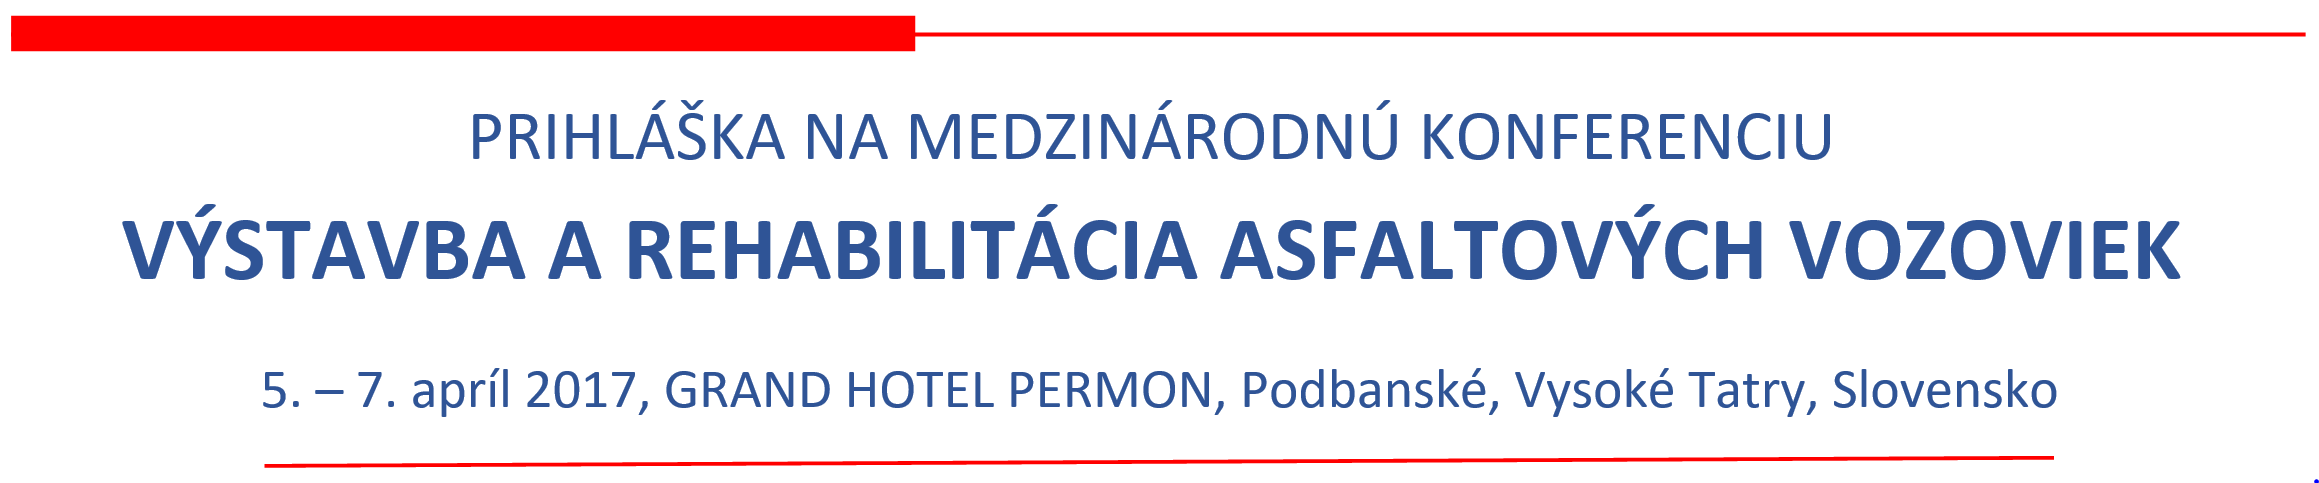 PRIHLÁŠKA NA MEDZINÁRODNÚ KONFERENCIU
VÝSTAVBA A REHABILITÁCIA ASFALTOVÝCH VOZOVIEK
5. – 7. apríl 2017, GRAND HOTEL PERMON, Podbanské, Vysoké Tatry, Slovensko